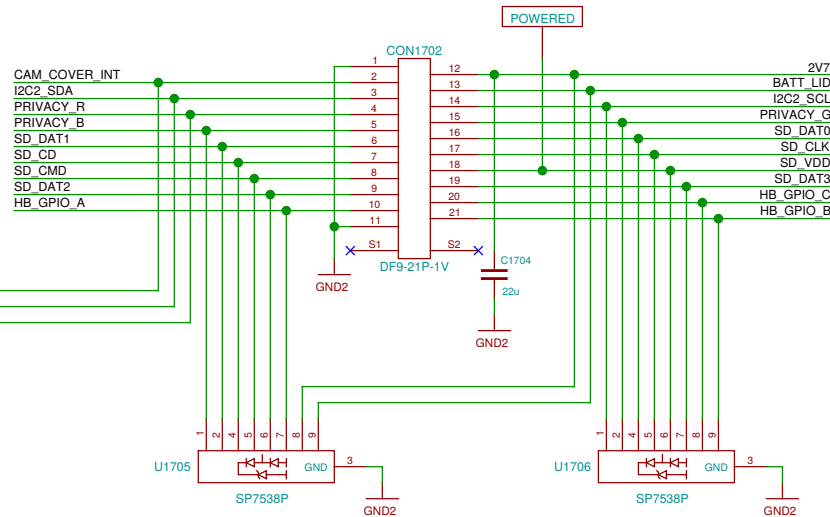 POWERED
CON1702
1
2
3
4
5
6
7
8
9
10
11
S1
12
13
14
15
16
17
18
19
20
21
S2
DF9-21P-1V
CAM_COVER_INT
I2C2_SDA
PRIVACY_R
PRIVACY_B
SD_DAT1
SD_CD
SD_CMD
SD_DAT2
HB_GPIO_A
2V7
BATT_LID
I2C2_SCL
PRIVACY_G
SD_DAT0
SD_CLK
SD_VDD
SD_DAT3
HB_GPIO_C
HB_GPIO_B
GND2
C1704
22u
GND2
1
2
4
5
6
7
8
9
U1705
GND
3
SP7538P
GND2
1
2
4
5
6
7
8
9
U1706
GND
3
SP7538P
GND2